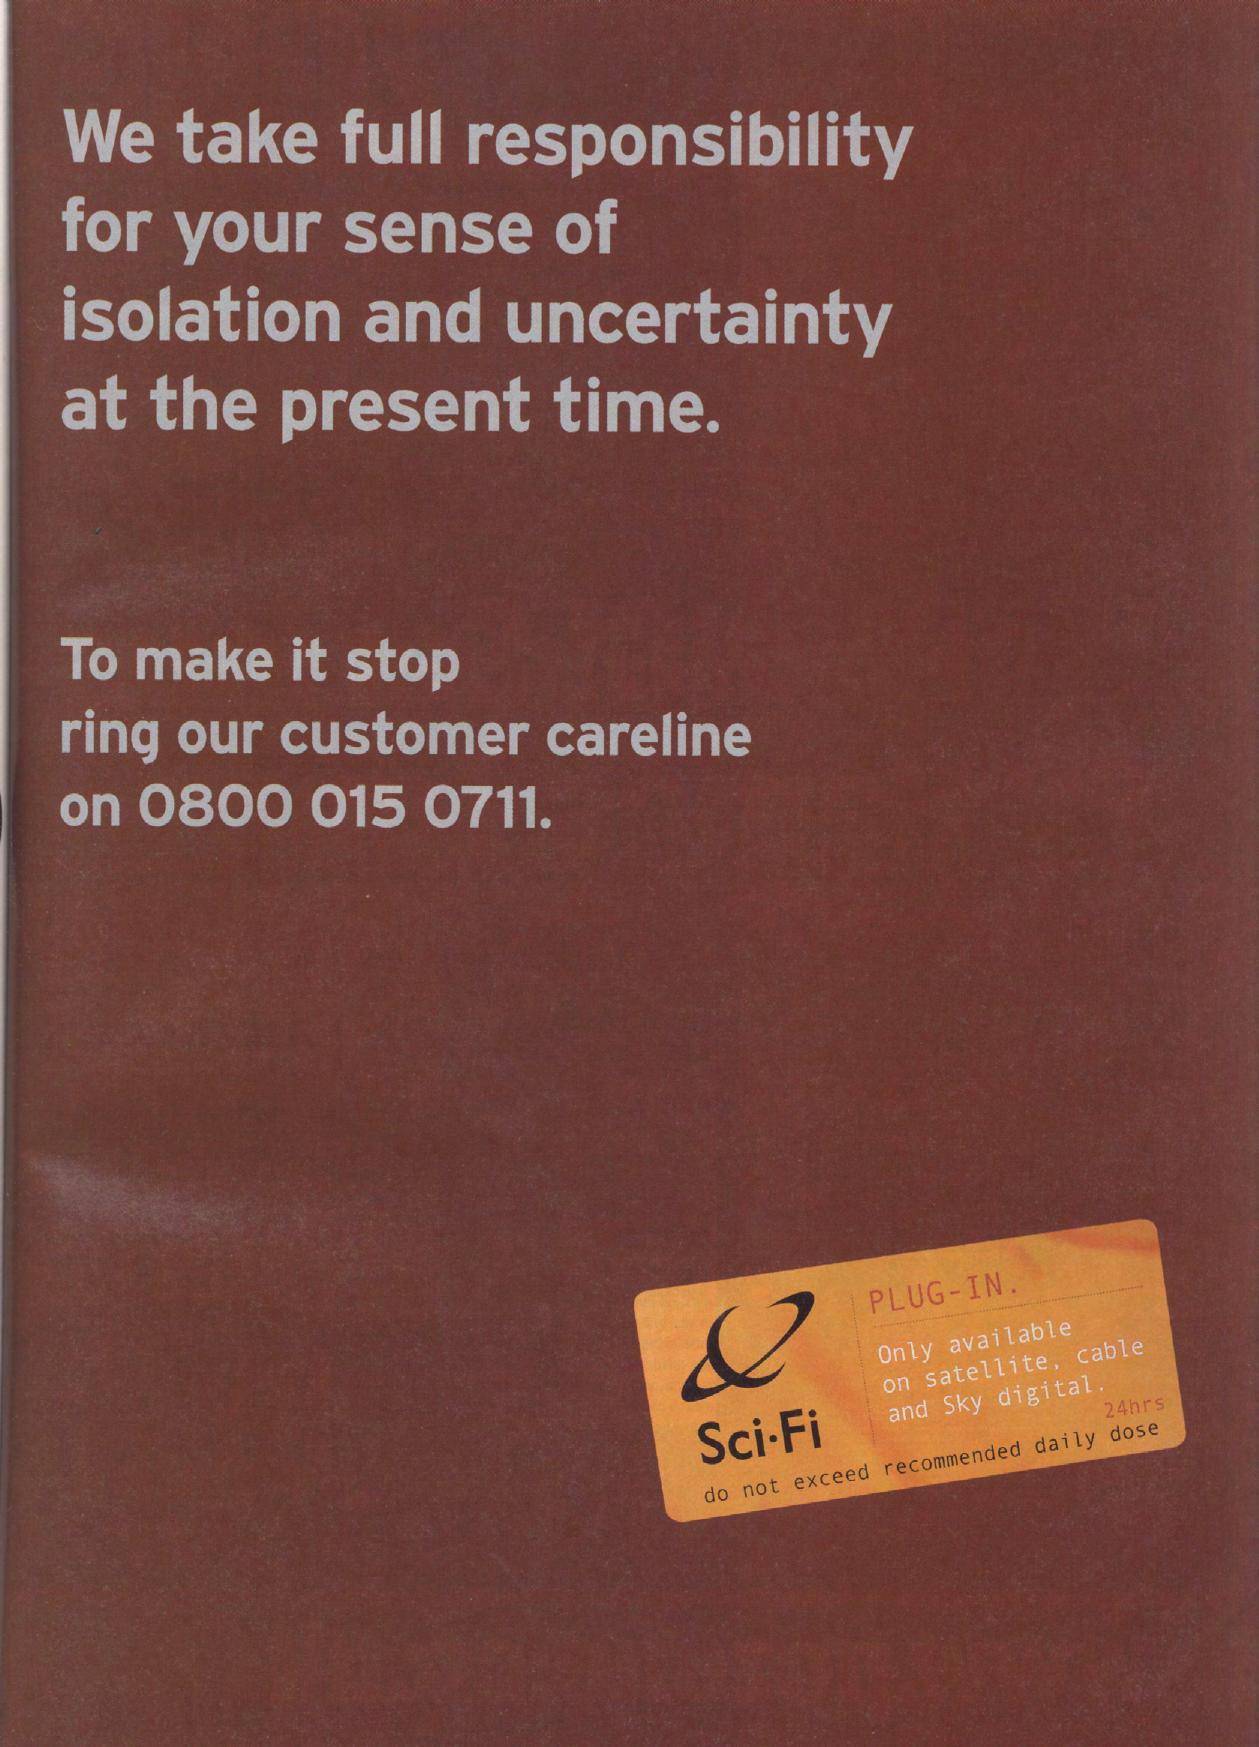 We take full responsibility
for your sense of
isolation and uncertainty
at the present time.
To make it stop
ring our customer careline
on 0800 015 0711.
Sci·Fi
PLUG-IN.
Only available
on satellite, cable
and Sky digital.
24hrs
do not exceed recommended daily dose